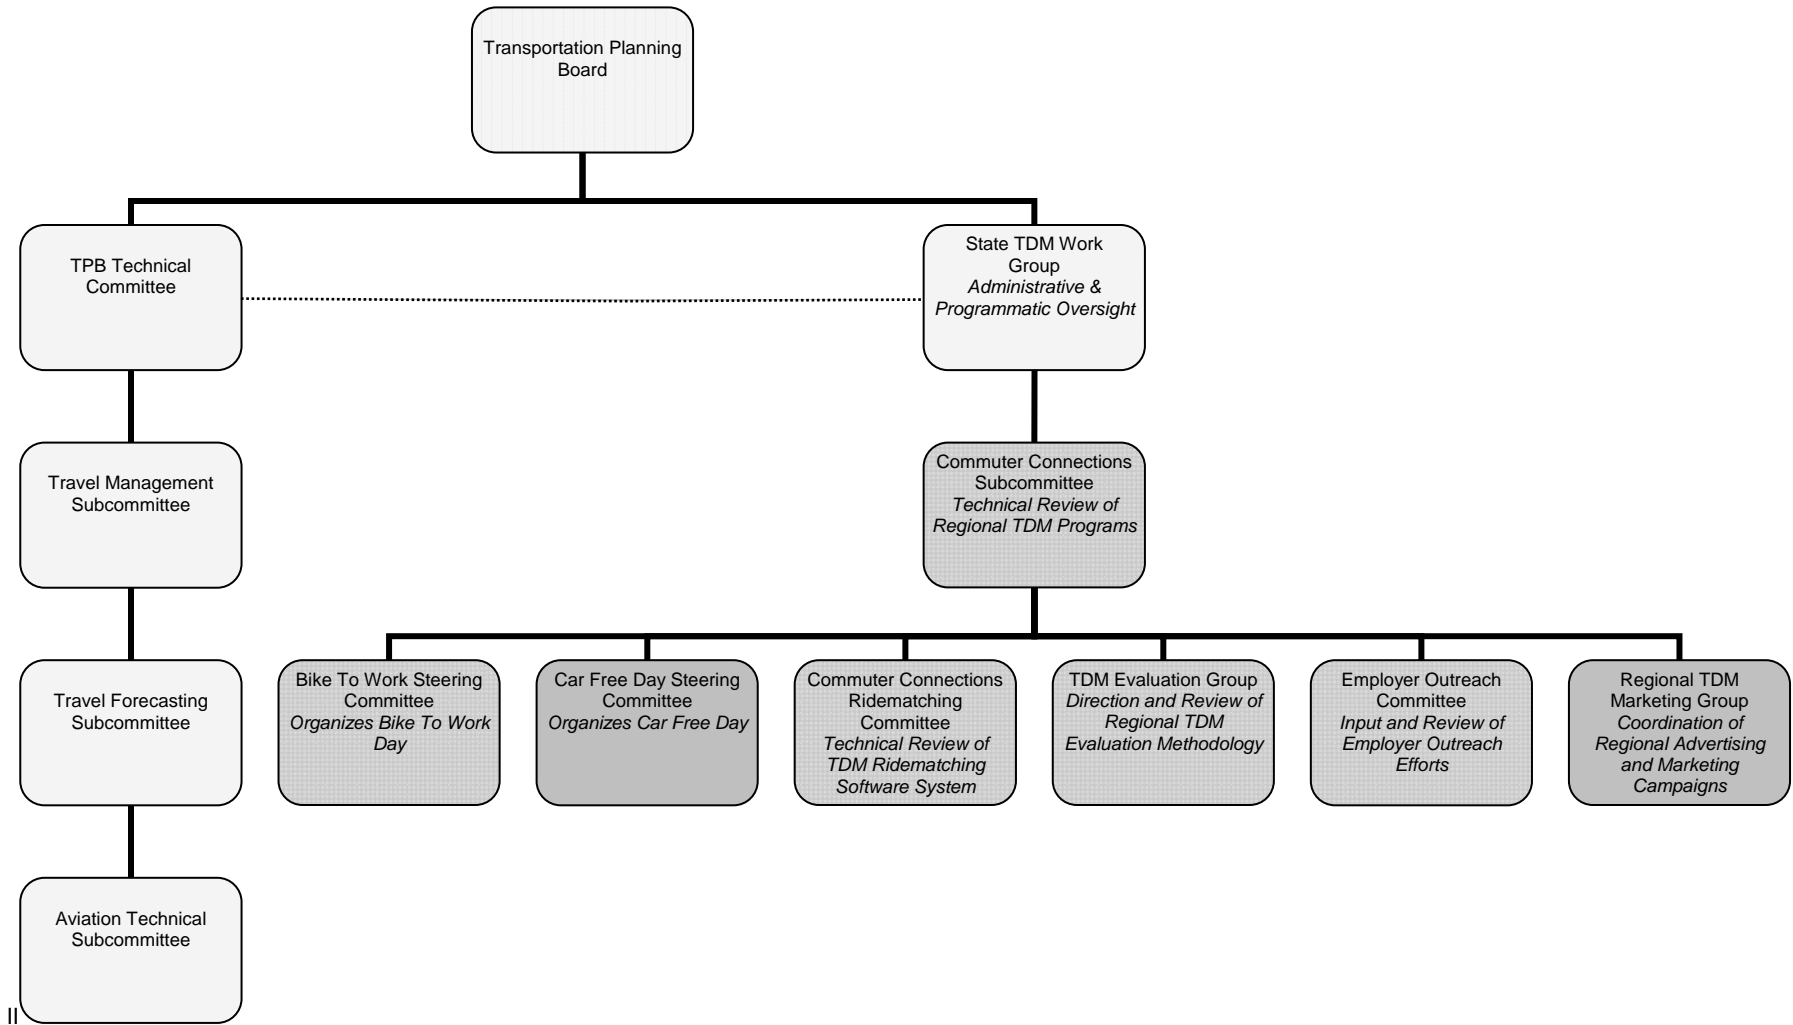 Transportation Planning
Board
TPB Technical
Committee
State TDM Work
Group
Administrative &
Programmatic Oversight
Travel Management
Subcommittee
Commuter Connections
Subcommittee
Technical Review of
Regional TDM Programs
Travel Forecasting
Subcommittee
Bike To Work Steering
Committee
Organizes Bike To Work
Day
Car Free Day Steering
Committee
Organizes Car Free Day
Commuter Connections
Ridematching
Committee
Technical Review of
TDM Ridematching
Software System
TDM Evaluation Group
Direction and Review of
Regional TDM
Evaluation Methodology
Employer Outreach
Committee
Input and Review of
Employer Outreach
Efforts
Regional TDM
Marketing Group
Coordination of
Regional Advertising
and Marketing
Campaigns
Aviation Technical
Subcommittee
II